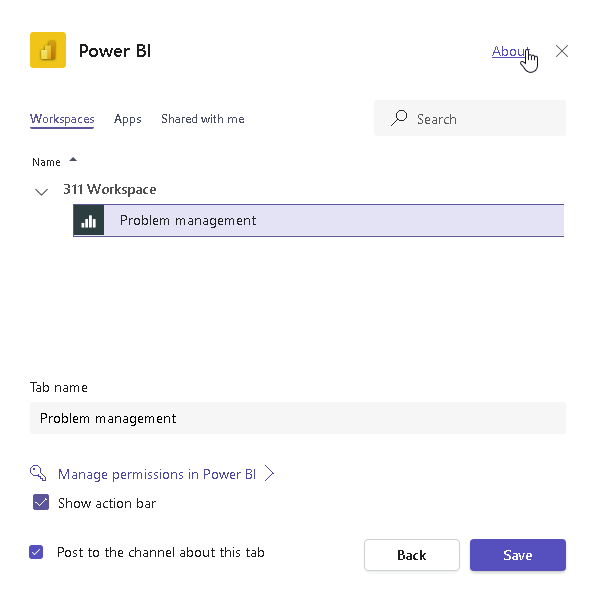 Power BI
About
Workspaces Apps Shared with me Search
Name
311 Workspace
Problem management
Tab name
Problem management
Manage permissions in Power BI
Show action bar
Post to the channel about this tab
Back Save